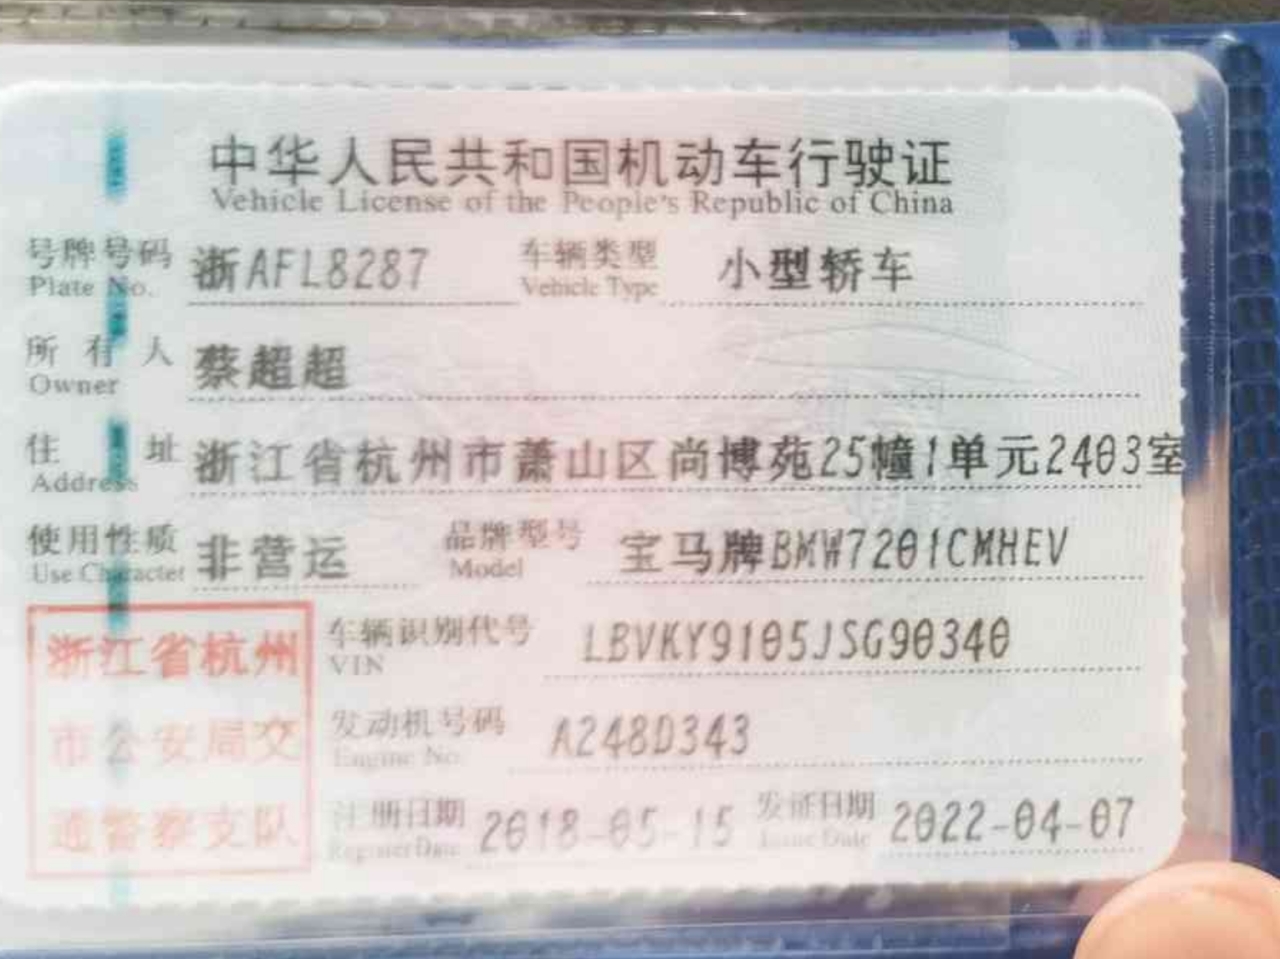 中华人民共和国机动车行驶证
Vehicle License of the People's Republic of China
号牌号码 浙AFL8287 车辆类型 小型轿车
Plate No. Vehicle Type
所有人 蔡超超
Owner
住址 浙江省杭州市萧山区尚博苑25幢1单元2403室
Address
使用性质 非营运 品牌型号 宝马牌BMW7201CMHEV
Use Character Model
浙江省杭州市公安局交通警察支队
车辆识别代号 LBVKY9105JSG90340
VIN
发动机号码 A248D343
Engine No.
注册日期 2018-05-15 发证日期 2022-04-07
Register Date Issue Date